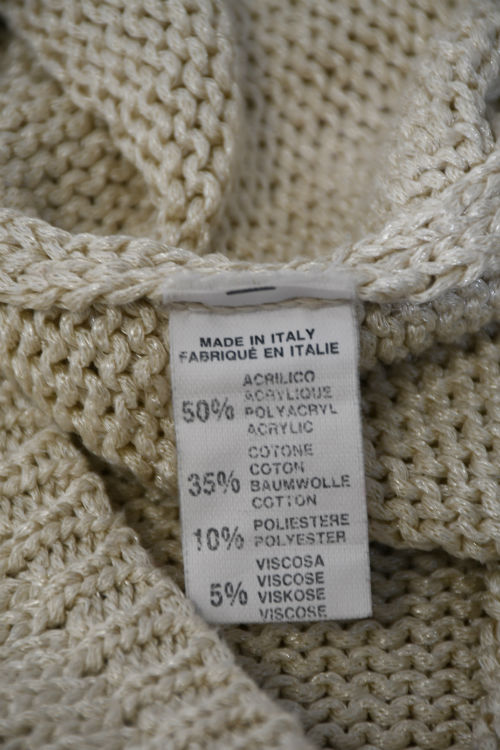 MADE IN ITALY
FABRIQUÉ EN ITALIE
50% ACRILICO
ACRYLIQUE
POLYACRYL
ACRYLIC
35% COTONE
COTON
BAUMWOLLE
COTTON
10% POLIESTERE
POLYESTER
5% VISCOSA
VISCOSE
VISKOSE
VISCOSE